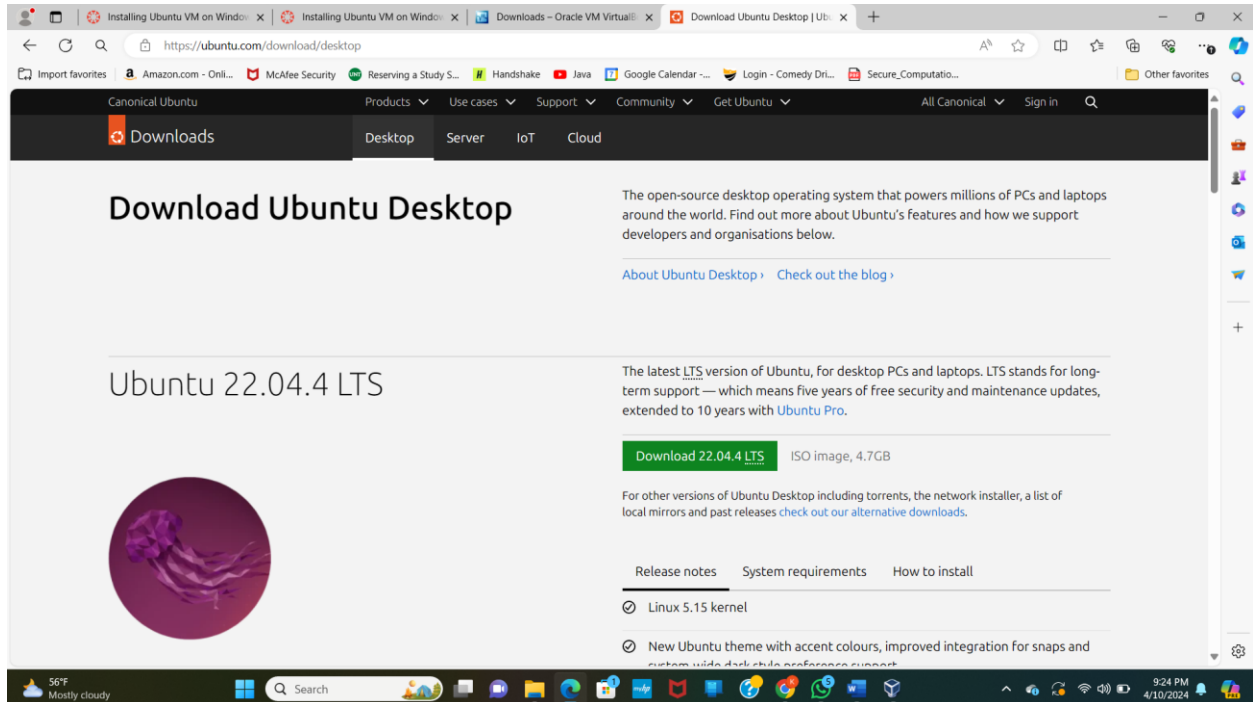 Installing Ubuntu VM on Window
Installing Ubuntu VM on Window
Downloads – Oracle VM VirtualB
Download Ubuntu Desktop | Ubu
https://ubuntu.com/download/desktop
Import favorites
Amazon.com - Onli...
McAfee Security
Reserving a Study S...
Handshake
Java
Google Calendar -...
Login - Comedy Dri...
Secure_Computatio...
Other favorites
Canonical Ubuntu
Products
Use cases
Support
Community
Get Ubuntu
All Canonical
Sign in
Downloads
Desktop
Server
IoT
Cloud
Download Ubuntu Desktop
The open-source desktop operating system that powers millions of PCs and laptops
around the world. Find out more about Ubuntu's features and how we support
developers and organisations below.
About Ubuntu Desktop › Check out the blog ›
Ubuntu 22.04.4 LTS
The latest LTS version of Ubuntu, for desktop PCs and laptops. LTS stands for long-
term support — which means five years of free security and maintenance updates,
extended to 10 years with Ubuntu Pro.
Download 22.04.4 LTS
ISO image, 4.7GB
For other versions of Ubuntu Desktop including torrents, the network installer, a list of
local mirrors and past releases check out our alternative downloads.
Release notes
System requirements
How to install
Linux 5.15 kernel
New Ubuntu theme with accent colours, improved integration for snaps and
system-wide dark style preference support
56°F
Mostly cloudy
Search
9:24 PM
4/10/2024